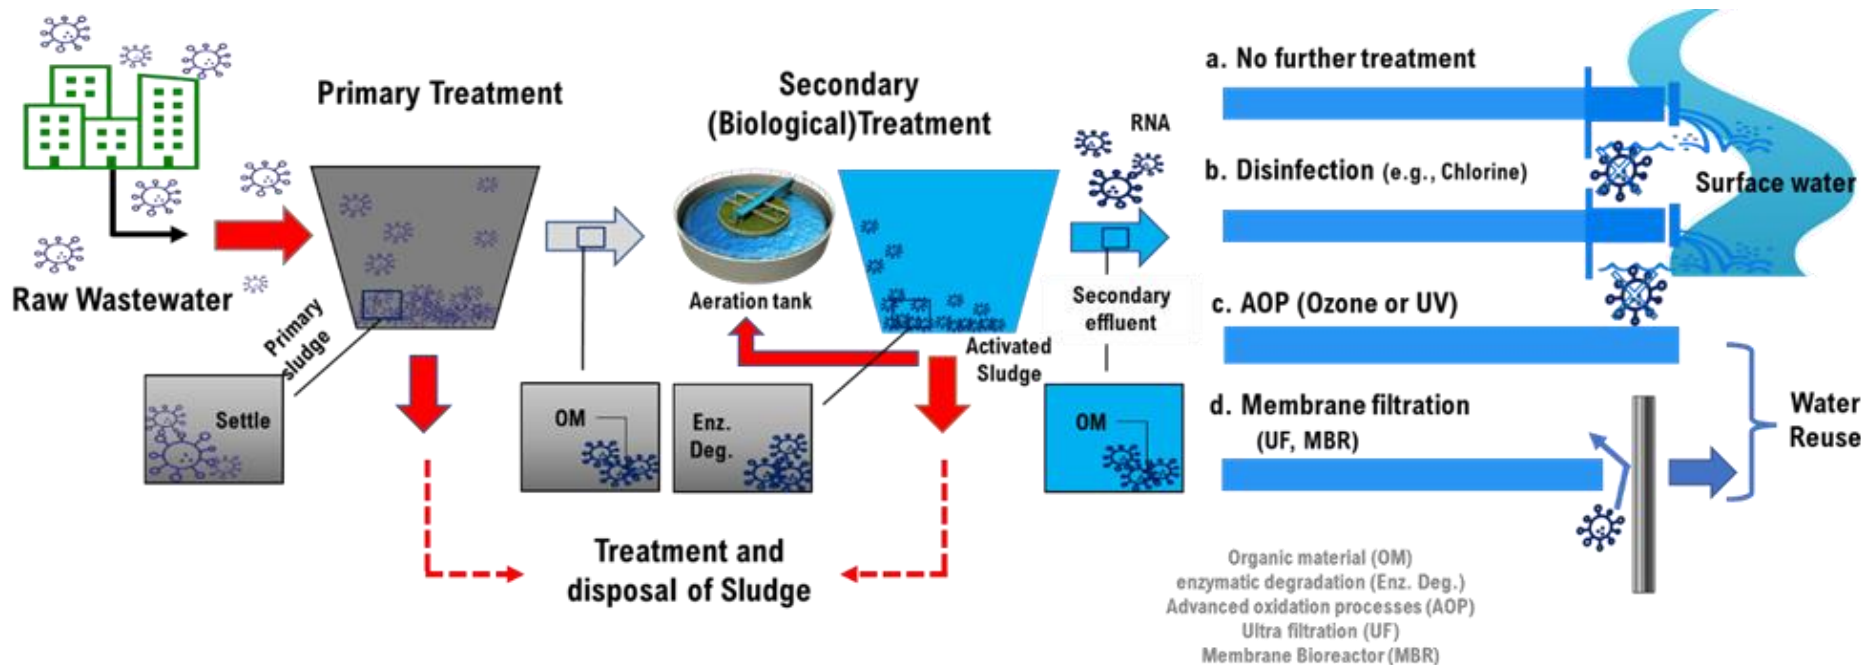 Raw Wastewater
Primary Treatment
Primary
sludge
Settle
OM
Secondary
(Biological)Treatment
Aeration tank
Activated
Sludge
Enz.
Deg.
Treatment and
disposal of Sludge
RNA
Secondary
effluent
OM
a. No further treatment
b. Disinfection (e.g., Chlorine)
Surface water
c. AOP (Ozone or UV)
d. Membrane filtration
(UF, MBR)
Water
Reuse
Organic material (OM)
enzymatic degradation (Enz. Deg.)
Advanced oxidation processes (AOP)
Ultra filtration (UF)
Membrane Bioreactor (MBR)